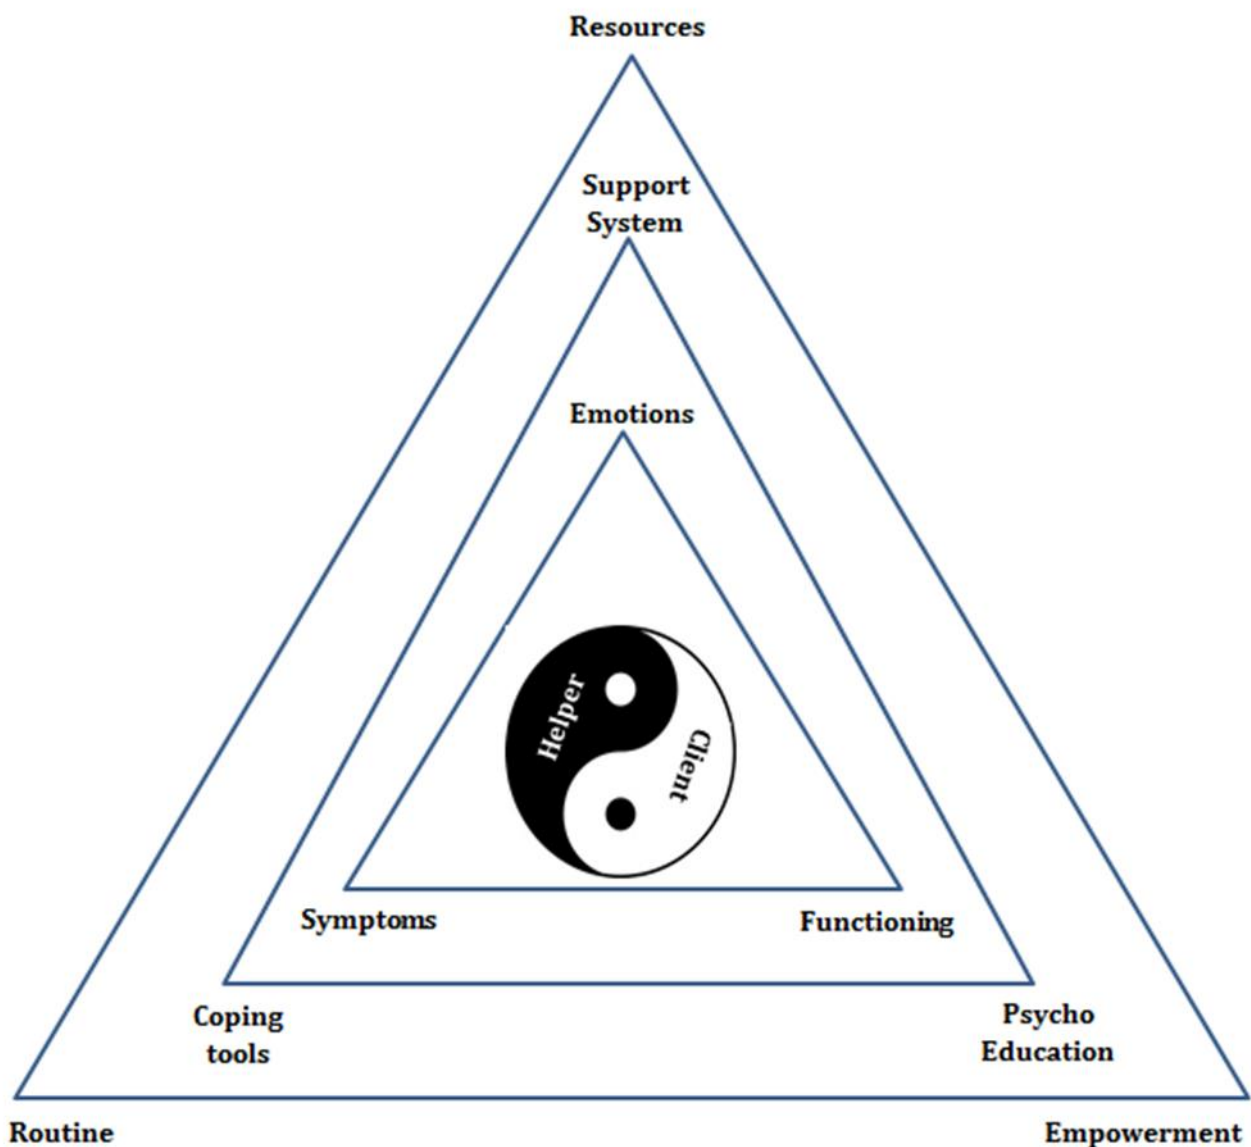 Resources
Support
System
Emotions
Helper
Client
Symptoms
Functioning
Coping
tools
Psycho
Education
Routine
Empowerment